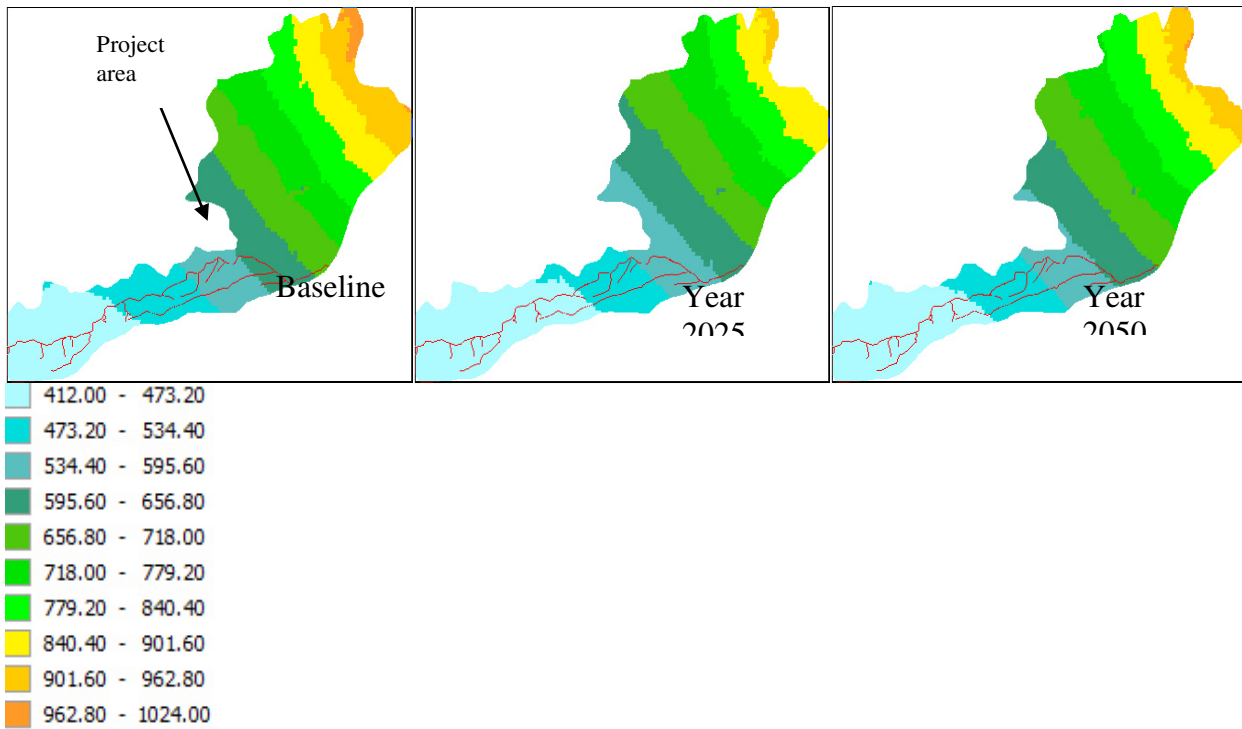 Project
area
Baseline
Year
2025
Year
2050
412.00 - 473.20
473.20 - 534.40
534.40 - 595.60
595.60 - 656.80
656.80 - 718.00
718.00 - 779.20
779.20 - 840.40
840.40 - 901.60
901.60 - 962.80
962.80 - 1024.00